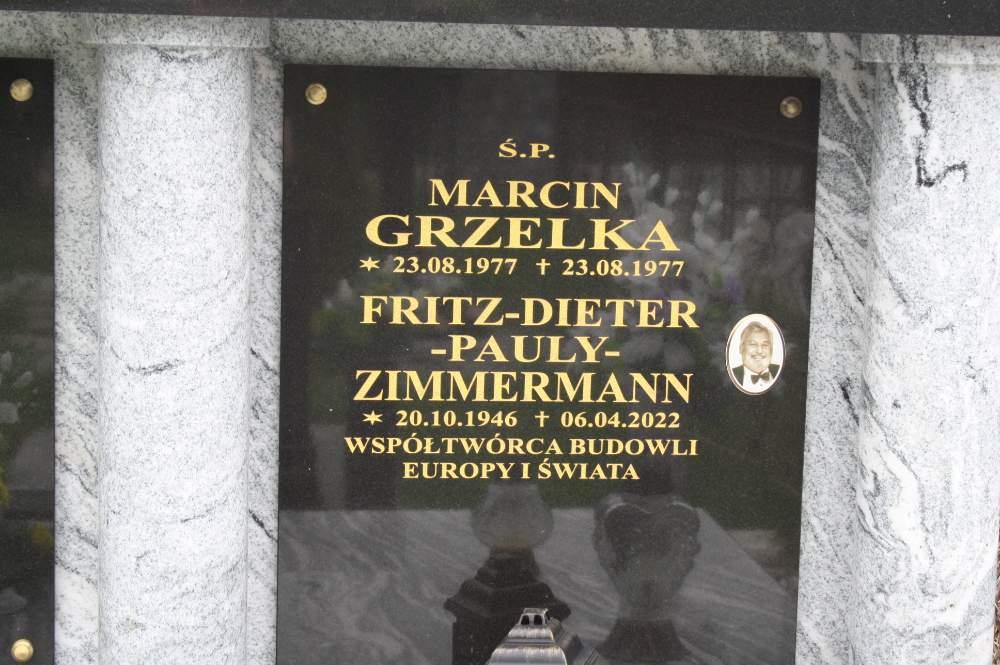 Ś.P.
MARCIN
GRZELKA
✶ 23.08.1977 ✝ 23.08.1977
FRITZ-DIETER
-PAULY-
ZIMMERMANN
✶ 20.10.1946 ✝ 06.04.2022
WSPÓŁTWÓRCA BUDOWLI
EUROPY I ŚWIATA